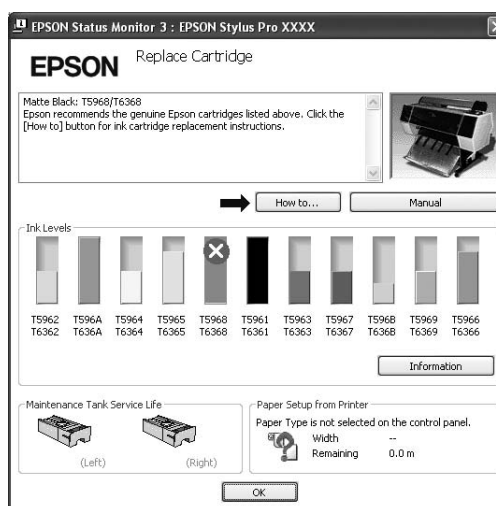 EPSON Status Monitor 3 : EPSON Stylus Pro XXXX
EPSON
Replace Cartridge
Matte Black: T5968/T6368
Epson recommends the genuine Epson cartridges listed above. Click the
[How to] button for ink cartridge replacement instructions.
How to...
Manual
Ink Levels
T5962 T596A T5964 T5965 T5968 T5961 T5963 T5967 T596B T5969 T5966
T6362 T636A T6364 T6365 T6368 T6361 T6363 T6367 T636B T6369 T6366
Information
Maintenance Tank Service Life
(Left) (Right)
Paper Setup from Printer
Paper Type is not selected on the control panel.
Width --
Remaining 0.0 m
OK